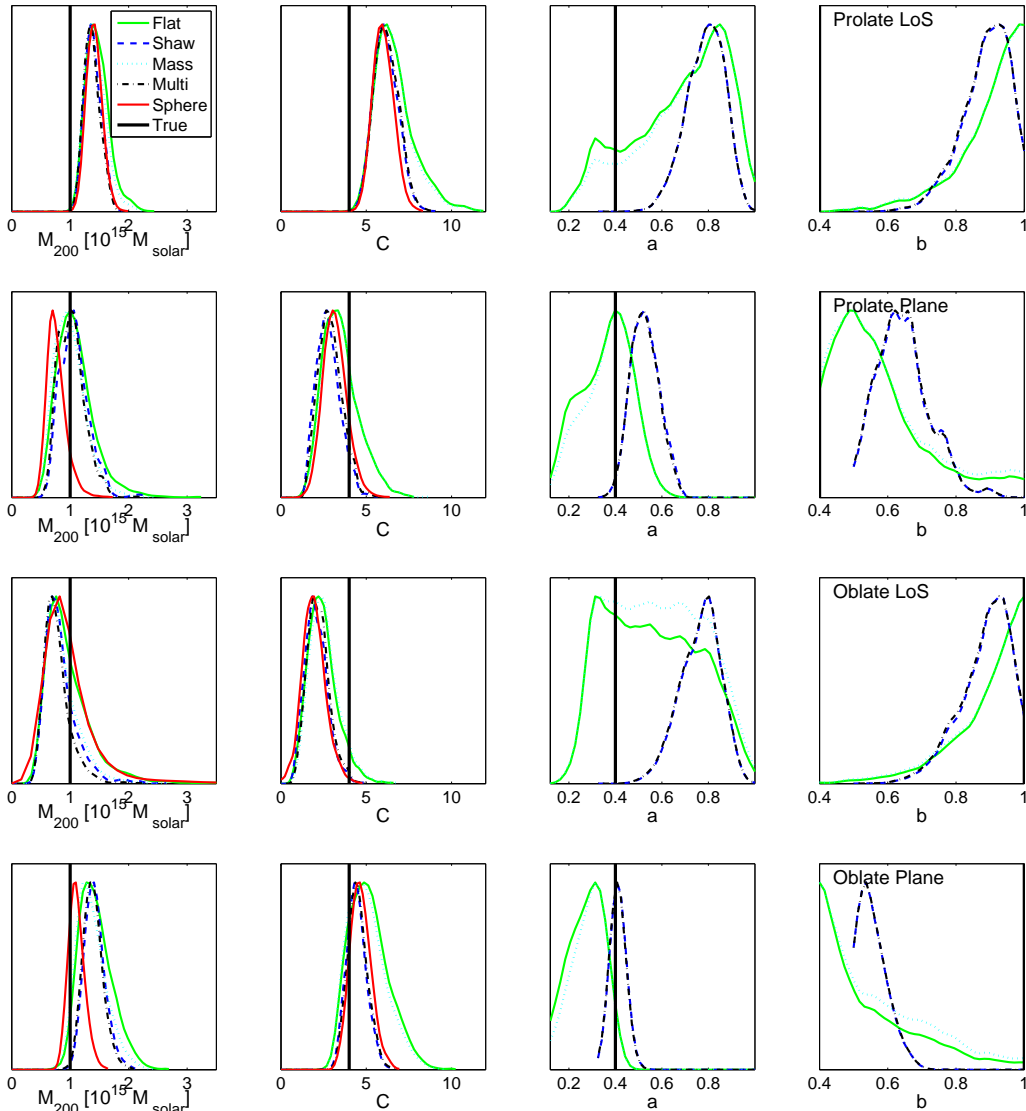 Flat
Shaw
Mass
Multi
Sphere
True
Prolate LoS
0 1 2 3
M_200 [10^15 M_solar]
0 5 10
C
0.2 0.4 0.6 0.8
a
0.4 0.6 0.8 1
b
Prolate Plane
0 1 2 3
M_200 [10^15 M_solar]
0 5 10
C
0.2 0.4 0.6 0.8
a
0.4 0.6 0.8 1
b
Oblate LoS
0 1 2 3
M_200 [10^15 M_solar]
0 5 10
C
0.2 0.4 0.6 0.8
a
0.4 0.6 0.8 1
b
Oblate Plane
0 1 2 3
M_200 [10^15 M_solar]
0 5 10
C
0.2 0.4 0.6 0.8
a
0.4 0.6 0.8 1
b